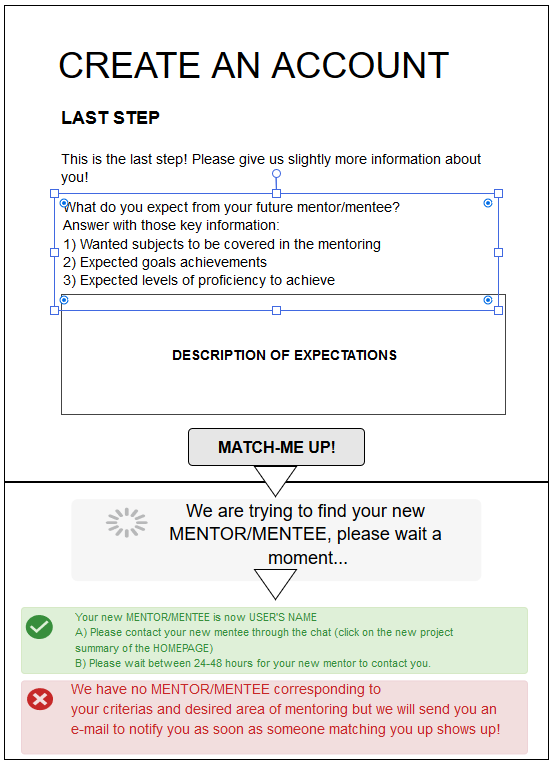 CREATE AN ACCOUNT
LAST STEP
This is the last step! Please give us slightly more information about
you!
What do you expect from your future mentor/mentee?
Answer with those key information:
1) Wanted subjects to be covered in the mentoring
2) Expected goals achievements
3) Expected levels of proficiency to achieve
DESCRIPTION OF EXPECTATIONS
MATCH-ME UP!
We are trying to find your new
MENTOR/MENTEE, please wait a
moment...
Your new MENTOR/MENTEE is now USER'S NAME
A) Please contact your new mentee through the chat (click on the new project
summary of the HOMEPAGE)
B) Please wait between 24-48 hours for your new mentor to contact you.
We have no MENTOR/MENTEE corresponding to
your criterias and desired area of mentoring but we will send you an
e-mail to notify you as soon as someone matching you up shows up!